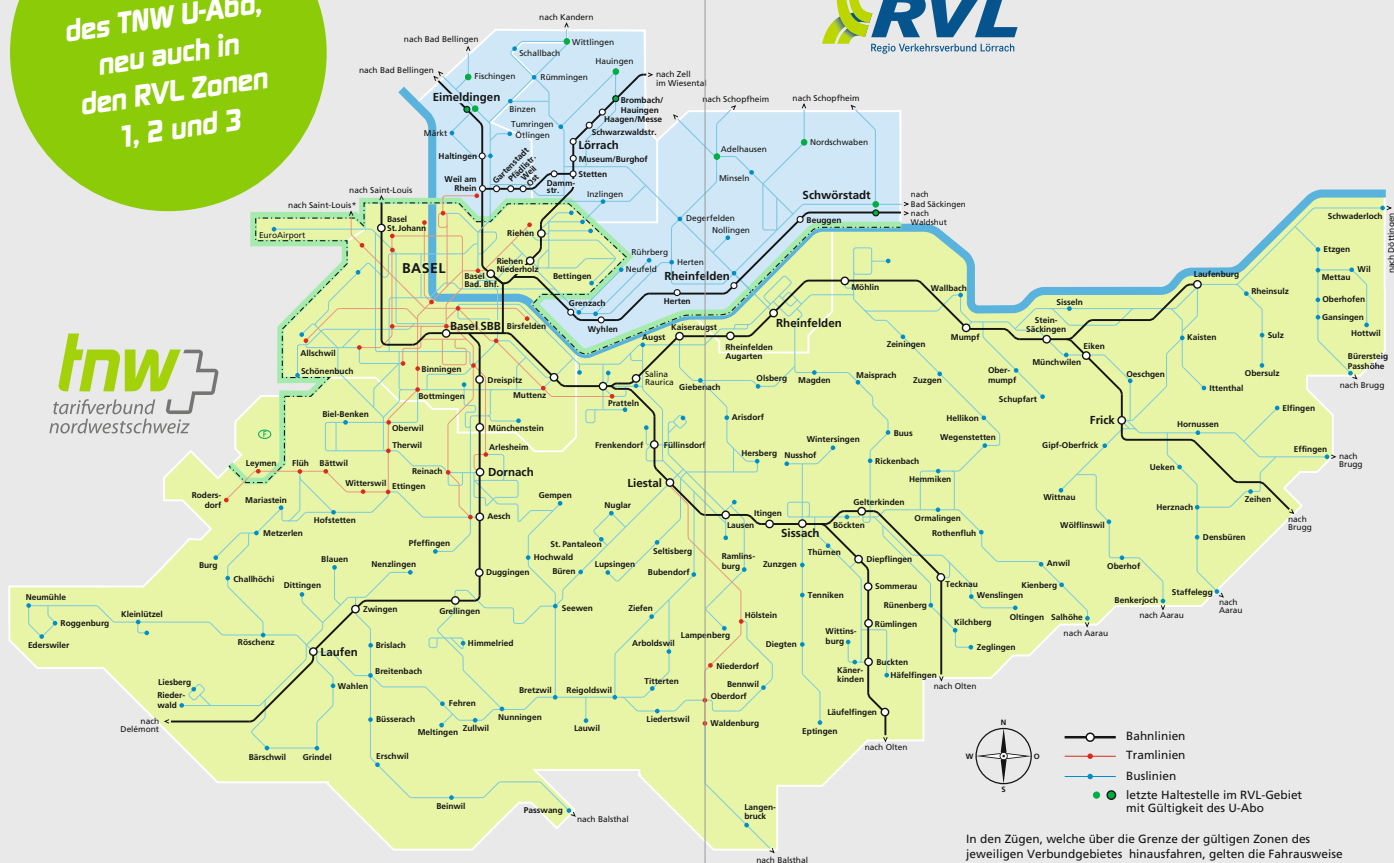 des TNW U-Abo,
neu auch in
den RVL Zonen
1, 2 und 3
RVL
Regio Verkehrsverbund Lörrach
tnw
tarifverbund
nordwestschweiz
nach Kandern
nach Bad Bellingen
Wittlingen
Schallbach
Hauingen
nach Bad Bellingen
Fischingen
Rümmingen
nach Zell
im Wiesental
Eimeldingen
Binzen
Brombach/
Hauingen
Haagen/Messe
Schwarzwaldstr.
Tumringen
Ötlingen
Märkt
Lörrach
Museum/Burghof
Haltingen
Gartenstadt
Pfädlistr.
Weil
Ost
Stetten
Damm-
str.
Weil am
Rhein
Inzlingen
nach Schopfheim
nach Schopfheim
Adelhausen
Nordschwaben
Minseln
Schwörstadt
nach
Bad Säckingen
nach
Waldshut
Beuggen
Degerfelden
Nollingen
Rührberg
Herten
Neufeld
Rheinfelden
Herten
Wyhlen
Grenzach
nach Saint-Louis
nach Saint-Louis*
EuroAirport
Basel
St. Johann
BASEL
Riehen
Riehen
Niederholz
Basel
Bad. Bhf.
Bettingen
Basel SBB
Birsfelden
Allschwil
Schönenbuch
Binningen
Bottmingen
Dreispitz
Muttenz
Pratteln
Salina
Raurica
Augst
Kaiseraugst
Rheinfelden
Augarten
Rheinfelden
Möhlin
Wallbach
Mumpf
Sisseln
Stein-
Säckingen
Eiken
Münchwilen
Laufenburg
Schwaderloch
nach Döttingen
Etzgen
Wil
Mettau
Rheinsulz
Oberhofen
Gansingen
Hottwil
Sulz
Kaisten
Obersulz
Bürersteig
Passhöhe
nach Brugg
Ittenthal
Oeschgen
Elfingen
Frick
Hornussen
Effingen
nach
Brugg
Gipf-Oberfrick
Ueken
Zeihen
nach
Brugg
Wittnau
Herznach
Wölflinswil
Densbüren
Oberhof
Benkerjoch
nach Aarau
Staffelegg
nach
Aarau
Zeiningen
Zuzgen
Ober-
mumpf
Schupfart
Hellikon
Wegenstetten
Giebenach
Olsberg
Magden
Maisprach
Arisdorf
Buus
Wintersingen
Hersberg
Nusshof
Rickenbach
Hemmiken
Gelterkinden
Ormalingen
Rothenfluh
Anwil
Kienberg
Wenslingen
Oltingen
Salhöhe
nach Aarau
Biel-Benken
Oberwil
Therwil
Münchenstein
Arlesheim
Reinach
Dornach
Frenkendorf
Füllinsdorf
Liestal
Leymen
Flüh
Bättwil
Witterswil
Ettingen
Roders-
dorf
Mariastein
Hofstetten
Metzerlen
Aesch
Pfeffingen
Gempen
Nuglar
St. Pantaleon
Hochwald
Büren
Lupsingen
Seltisberg
Bubendorf
Lausen
Itingen
Sissach
Böckten
Ramlins-
burg
Zunzgen
Thürnen
Diepflingen
Sommerau
Tecknau
Tenniken
Rünenberg
Rümlingen
Kilchberg
Zeglingen
Wittins-
burg
Diegten
Buckten
Känerkinden
Häfelfingen
nach Olten
Läufelfingen
nach Olten
Eptingen
Burg
Challhöchi
Blauen
Nenzlingen
Dittingen
Duggingen
Zwingen
Grellingen
Seewen
Himmelried
Ziefen
Hölstein
Lampenberg
Arboldswil
Niederdorf
Titterten
Bennwil
Oberdorf
Liedertswil
Waldenburg
Neumühle
Kleinlützel
Roggenburg
Ederswiler
Röschenz
Laufen
Brislach
Breitenbach
Wahlen
Liesberg
Rieder-
wald
nach
Delémont
Büsserach
Fehren
Meltingen
Zullwil
Nunningen
Bretzwil
Reigoldswil
Lauwil
Bärschwil
Grindel
Erschwil
Beinwil
Passwang
nach Balsthal
Langen-
bruck
nach Balsthal
F
N
W
O
S
Bahnlinien
Tramlinien
Buslinien
letzte Haltestelle im RVL-Gebiet
mit Gültigkeit des U-Abo
In den Zügen, welche über die Grenze der gültigen Zonen des
jeweiligen Verbundgebietes hinausfahren, gelten die Fahrausweise